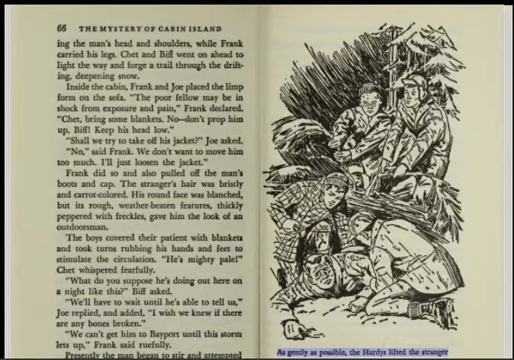 66 THE MYSTERY OF CABIN ISLAND
ing the man's head and shoulders, while Frank
carried his legs. Chet and Biff went on ahead to
light the way and forge a trail through the drift-
ing, deepening snow.
Inside the cabin, Frank and Joe placed the limp
form on the sofa. "The poor fellow may be in
shock from exposure and pain," Frank declared.
"Chet, bring some blankets. No—don't prop him
up, Biff! Keep his head low."
"Shall we try to take off his jacket?" Joe asked.
"No," said Frank. We don't want to move him
too much. I'll just loosen the jacket."
Frank did so and also pulled off the man's
boots and cap. The stranger's hair was bristly
and carrot-colored. His round face was blanched,
but its rough, weather-beaten features, thickly
peppered with freckles, gave him the look of an
outdoorsman.
The boys covered their patient with blankets
and took turns rubbing his hands and feet to
stimulate the circulation. "He's mighty pale!"
Chet whispered fearfully.
"What do you suppose he's doing out here on
a night like this?" Biff asked.
"We'll have to wait until he's able to tell us,"
Joe replied, and added, "I wish we knew if there
are any bones broken."
"We can't get him to Bayport until this storm
lets up," Frank said ruefully.
Presently the man began to stir and attempted
As gently as possible, the Hardys lifted the stranger